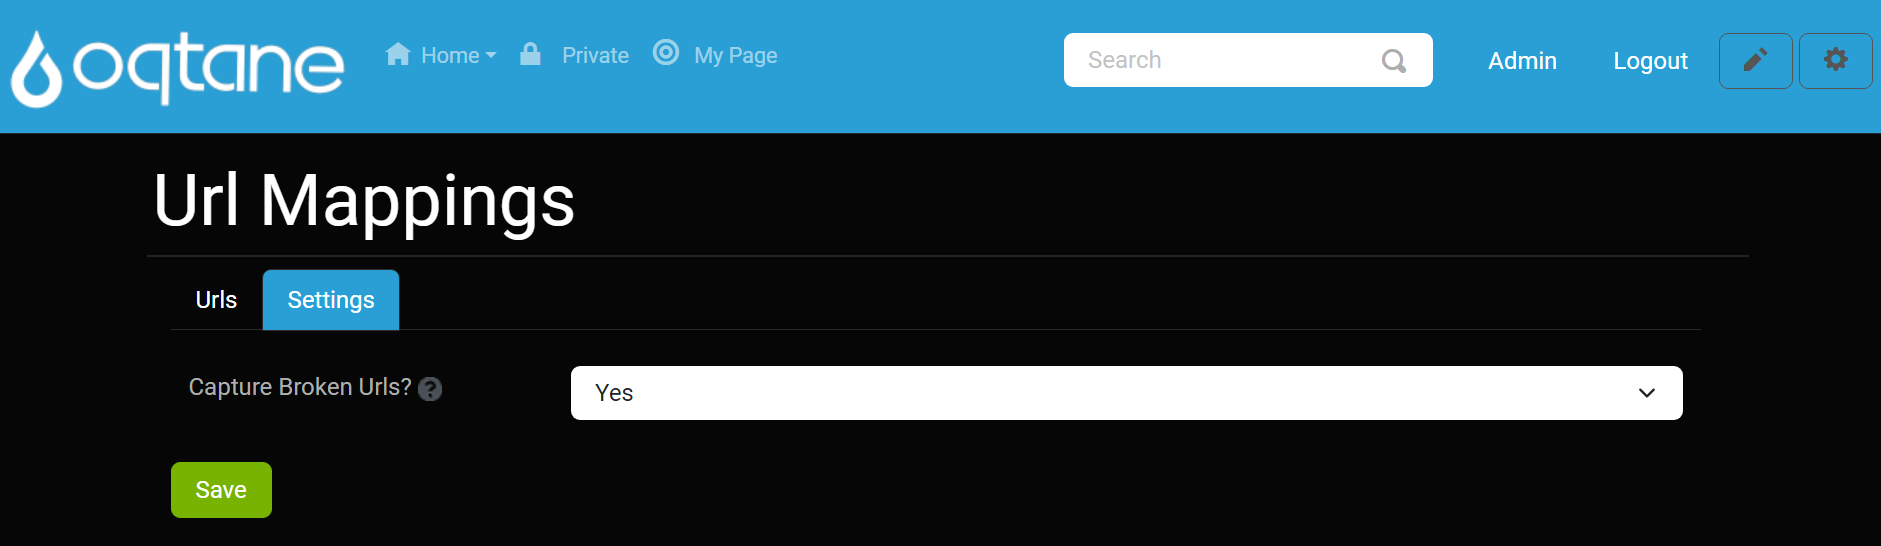 oqtane Home Private My Page Search Admin Logout
Url Mappings
Urls Settings
Capture Broken Urls? ? Yes
Save